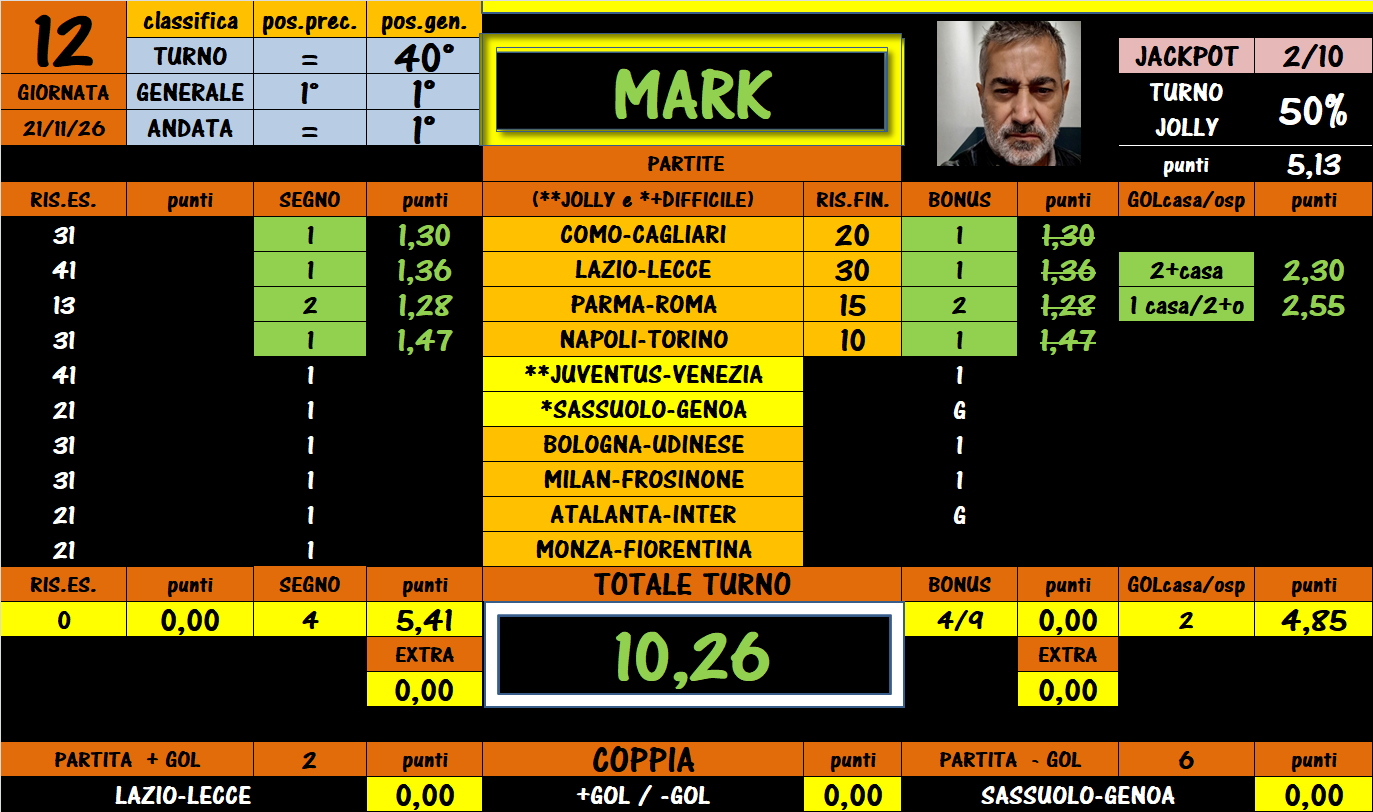 12 classifica pos.prec. pos.gen.
TURNO = 40° JACKPOT 2/10
MARK
GIORNATA GENERALE 1° 1° TURNO JOLLY 50%
21/11/26 ANDATA = 1°
PARTITE punti 5,13
RIS.ES. punti SEGNO punti (**JOLLY e *+DIFFICILE) RIS.FIN. BONUS punti GOLcasa/osp punti
31 1 1,30 COMO-CAGLIARI 20 1 1,30
41 1 1,36 LAZIO-LECCE 30 1 1,36 2+casa 2,30
13 2 1,28 PARMA-ROMA 15 2 1,28 1 casa/2+o 2,55
31 1 1,47 NAPOLI-TORINO 10 1 1,47
41 1 **JUVENTUS-VENEZIA 1
21 1 *SASSUOLO-GENOA G
31 1 BOLOGNA-UDINESE 1
31 1 MILAN-FROSINONE 1
21 1 ATALANTA-INTER G
21 1 MONZA-FIORENTINA
RIS.ES. punti SEGNO punti TOTALE TURNO BONUS punti GOLcasa/osp punti
0 0,00 4 5,41 4/9 0,00 2 4,85
EXTRA 10,26 EXTRA
0,00 0,00
PARTITA + GOL 2 punti COPPIA punti PARTITA - GOL 6 punti
LAZIO-LECCE 0,00 +GOL / -GOL 0,00 SASSUOLO-GENOA 0,00